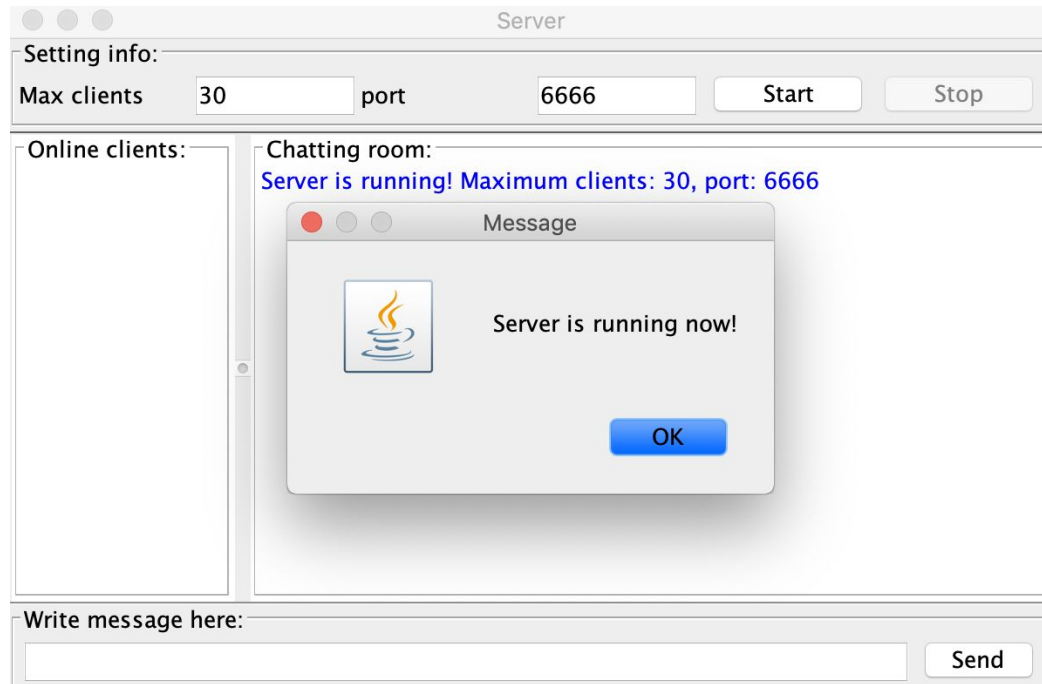 Server
Setting info:
Max clients 30 port 6666 Start Stop
Online clients:
Chatting room:
Server is running! Maximum clients: 30, port: 6666
Message
Server is running now!
OK
Write message here:
Send